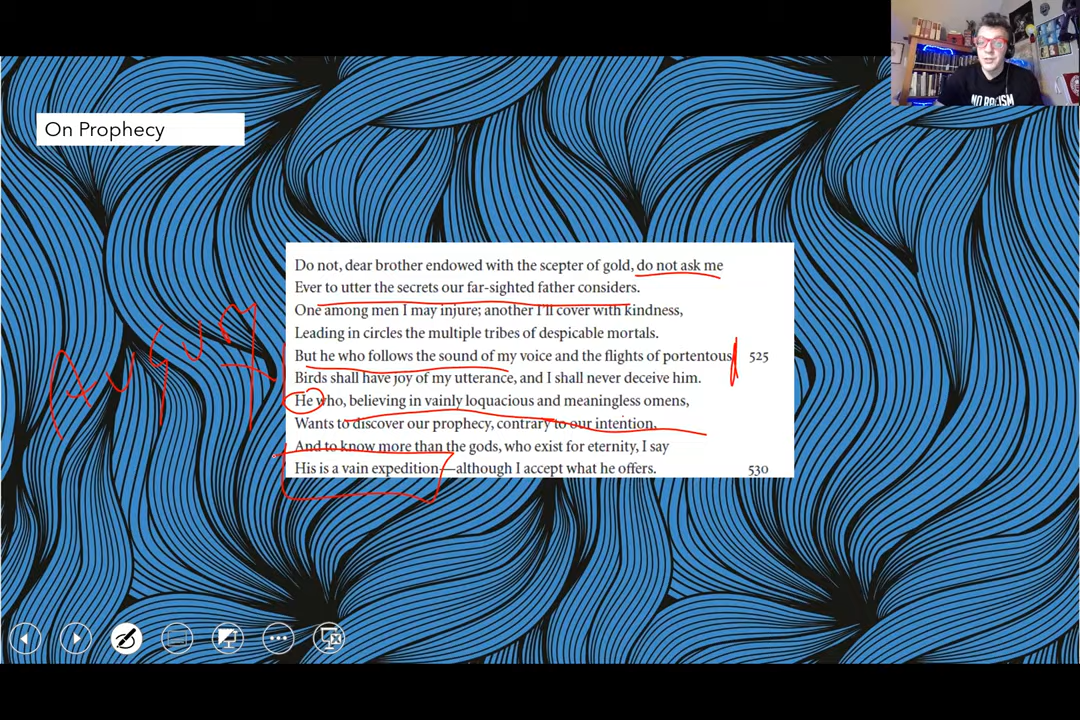 On Prophecy
NO RACISM
Do not, dear brother endowed with the scepter of gold, do not ask me
Ever to utter the secrets our far-sighted father considers.
One among men I may injure; another I'll cover with kindness,
Leading in circles the multiple tribes of despicable mortals.
But he who follows the sound of my voice and the flights of portentous 525
Birds shall have joy of my utterance, and I shall never deceive him.
He who, believing in vainly loquacious and meaningless omens,
Wants to discover our prophecy, contrary to our intention,
And to know more than the gods, who exist for eternity, I say
His is a vain expedition—although I accept what he offers. 530